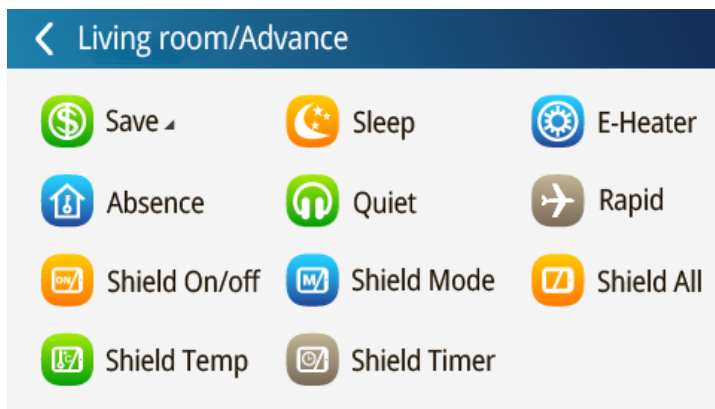 Living room/Advance
Save Sleep E-Heater
Absence Quiet Rapid
ON/ Shield On/off M/ Shield Mode Shield All
°C Shield Temp Shield Timer